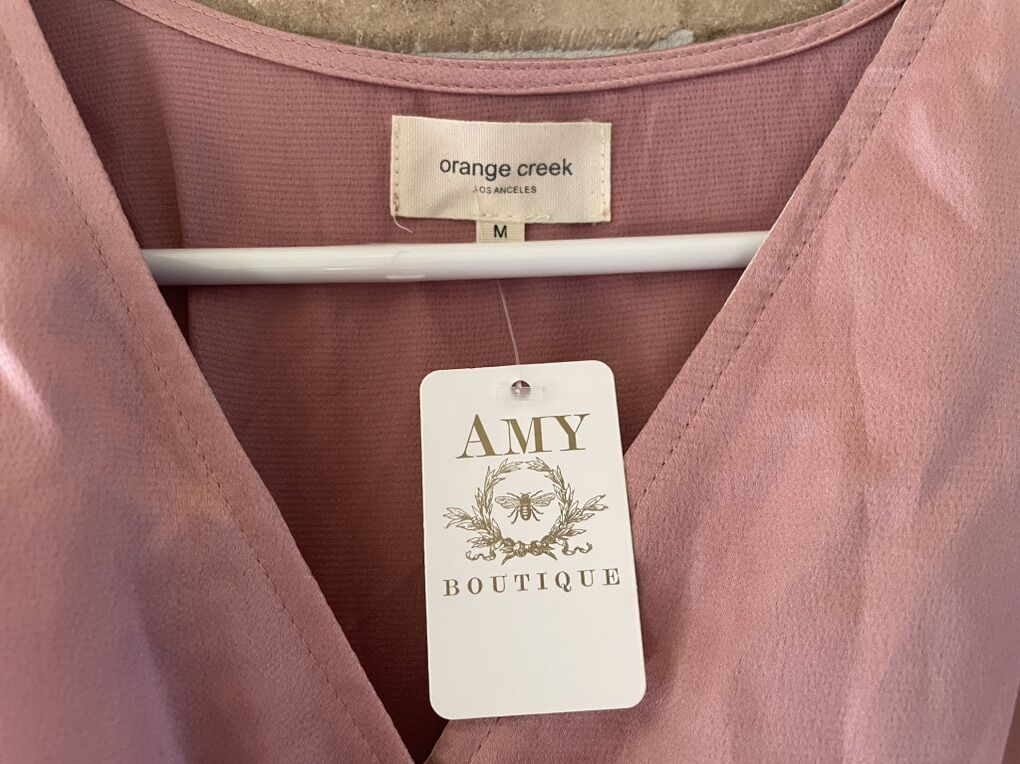 orange creek
LOS ANGELES
M
AMY
BOUTIQUE